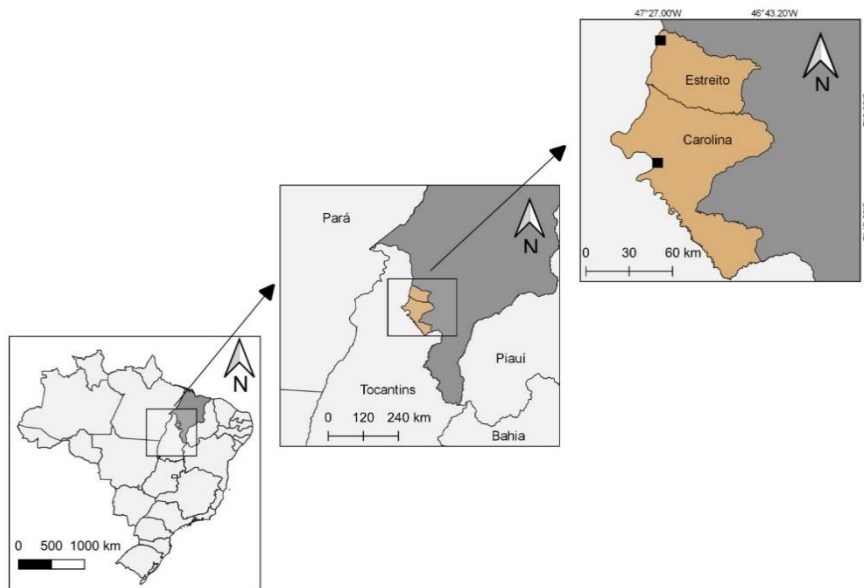 47°27.00'W 46°43.20'W
Estreito
N
Carolina
0 30 60 km
Pará
N
Piauí
Tocantins
0 120 240 km
Bahia
N
0 500 1000 km